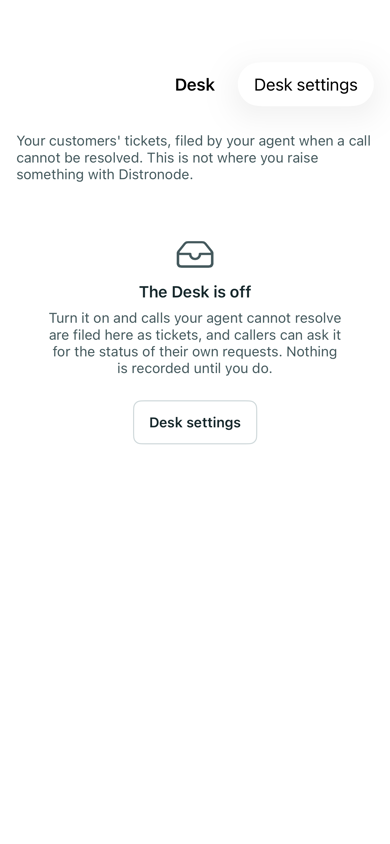 Desk
Desk settings
Your customers' tickets, filed by your agent when a call
cannot be resolved. This is not where you raise
something with Distronode.
The Desk is off
Turn it on and calls your agent cannot resolve
are filed here as tickets, and callers can ask it
for the status of their own requests. Nothing
is recorded until you do.
Desk settings